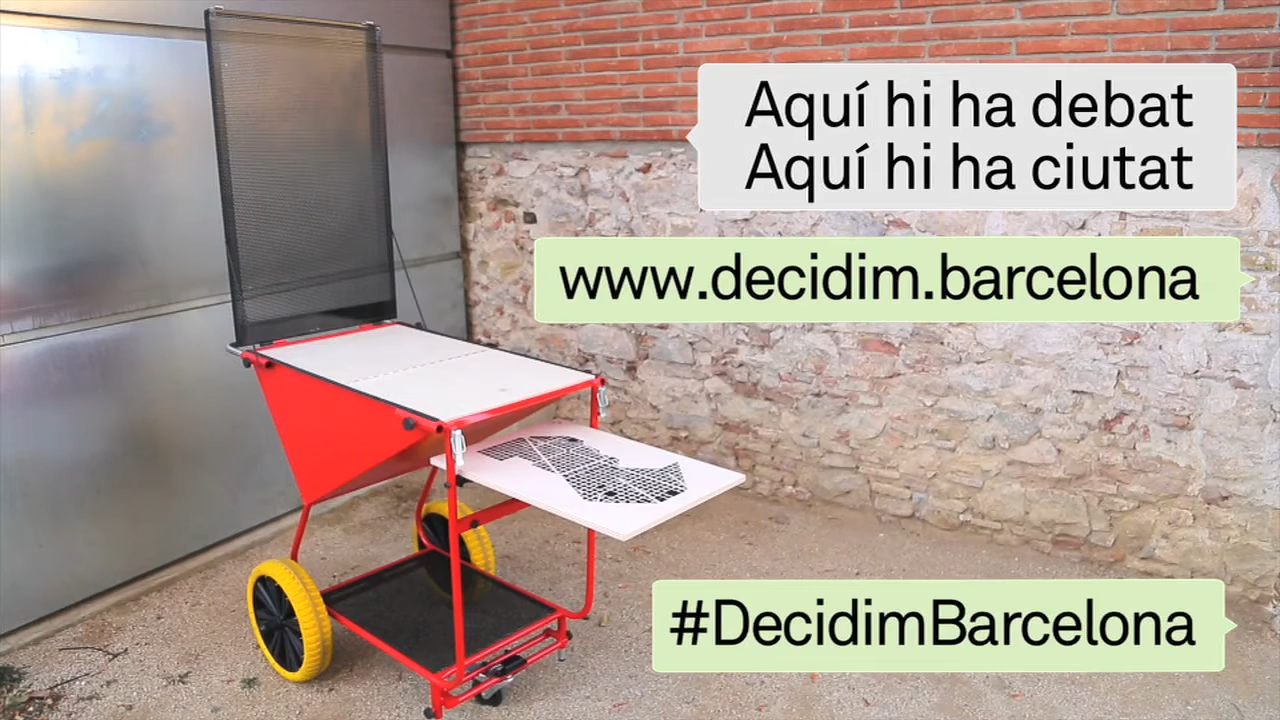 Aquí hi ha debat
Aquí hi ha ciutat
www.decidim.barcelona
#DecidimBarcelona